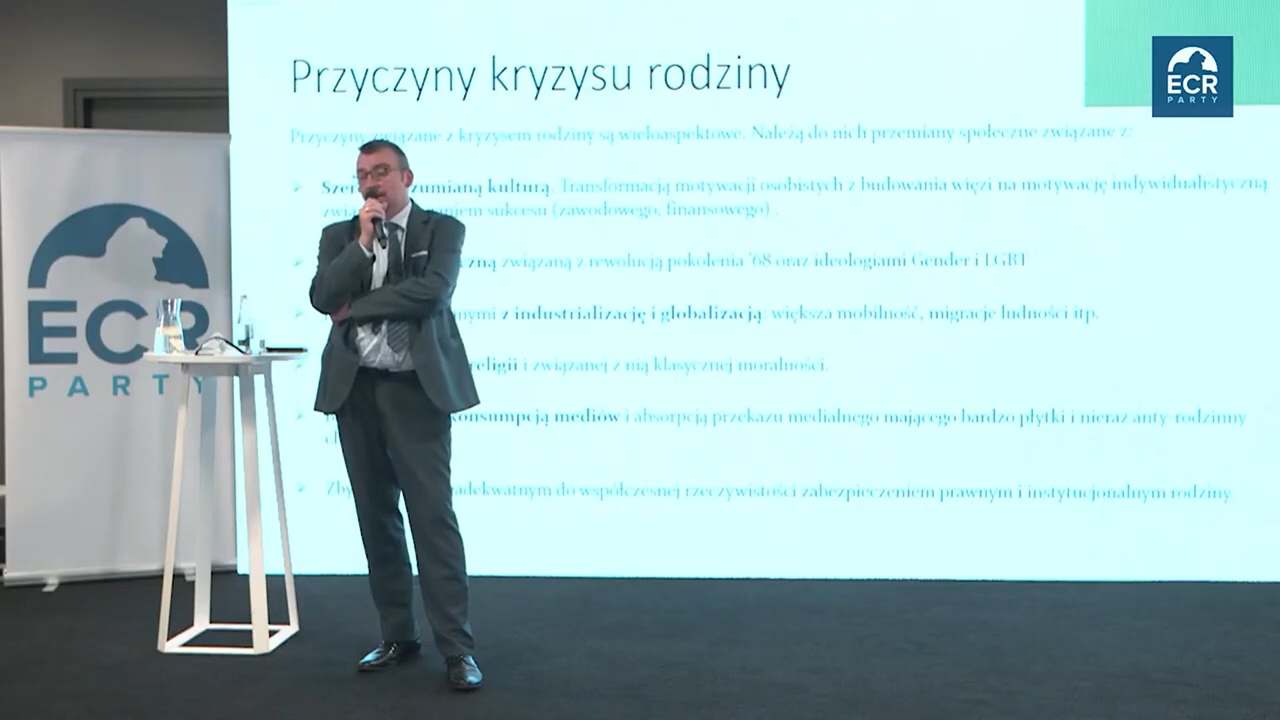 Przyczyny kryzysu rodziny
ECR
PARTY
Przyczyny związane z kryzysem rodziny są wieloaspektowe. Należą do nich przemiany społeczne związane z:
kulturą. Transformacją motywacji osobistych z budowania więzi na motywację indywidualistyczną
sukcesu (zawodowego, finansowego) .
związaną z rewolucją pokolenia '68 oraz ideologiami Gender i LGBT
z industrializację i globalizacją: większa mobilność, migracje ludności itp.
religii i związanej z nią klasycznej moralności.
konsumpcją mediów i absorpcją przekazu medialnego mającego bardzo płytki i nieraz anty-rodzinny
do współczesnej rzeczywistości zabezpieczeniem prawnym i instytucjonalnym rodziny
ECR
PARTY